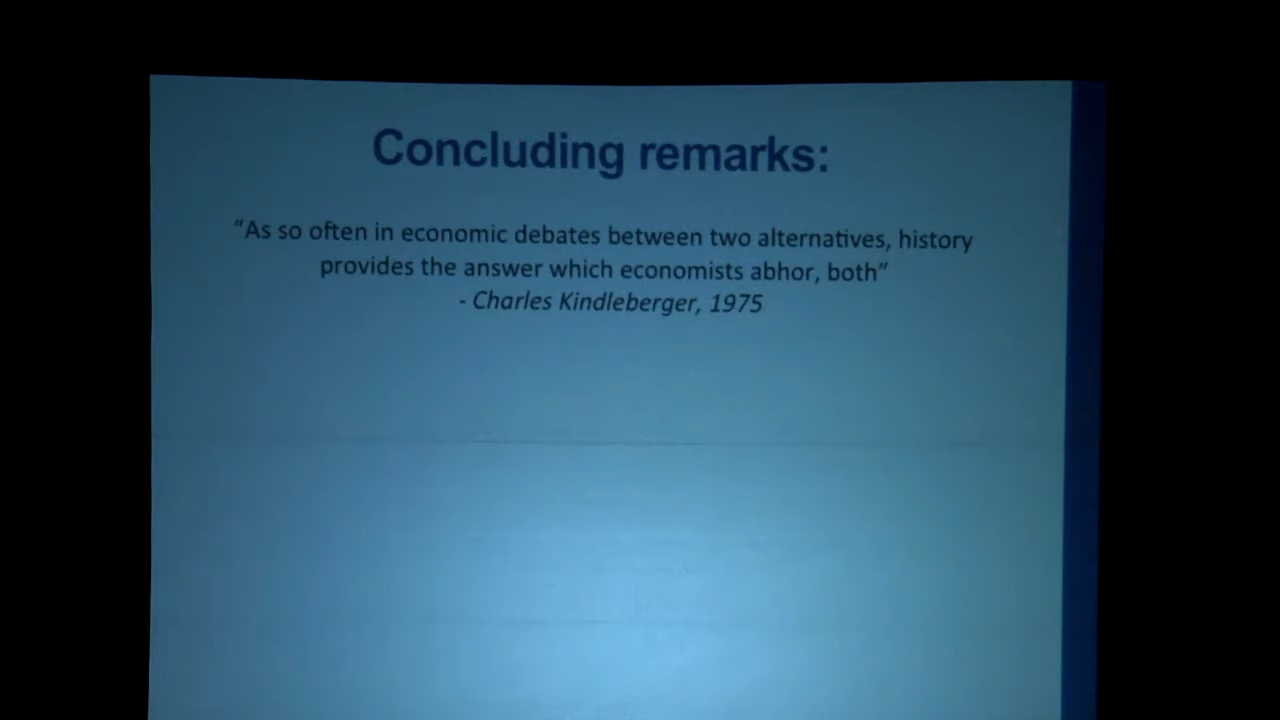 Concluding remarks:
“As so often in economic debates between two alternatives, history
provides the answer which economists abhor, both”
- Charles Kindleberger, 1975